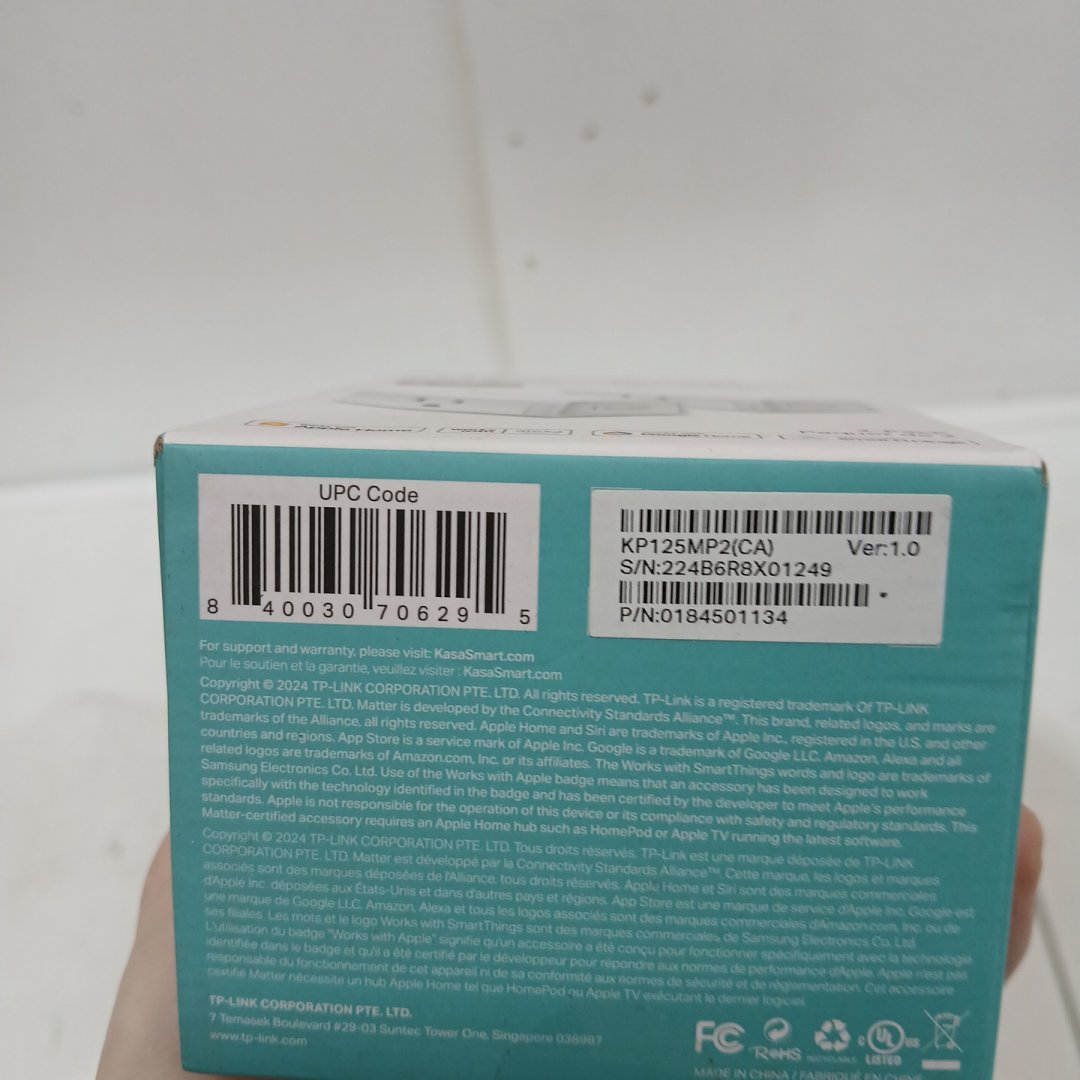 Apple Home
UPC Code
8 40030 70629 5
KP125MP2(CA) Ver:1.0
S/N:224B6R8X01249
P/N:0184501134
For support and warranty, please visit: KasaSmart.com
Pour le soutien et la garantie, veuillez visiter : KasaSmart.com
Copyright © 2024 TP-LINK CORPORATION PTE. LTD. All rights reserved. TP-Link is a registered trademark Of TP-LINK
CORPORATION PTE. LTD. Matter is developed by the Connectivity Standards Alliance™. This brand, related logos, and marks are
trademarks of the Alliance, all rights reserved. Apple Home and Siri are trademarks of Apple Inc., registered in the U.S. and other
countries and regions. App Store is a service mark of Apple Inc. Google is a trademark of Google LLC. Amazon, Alexa and all
related logos are trademarks of Amazon.com, Inc. or its affiliates. The Works with SmartThings words and logo are trademarks of
Samsung Electronics Co. Ltd. Use of the Works with Apple badge means that an accessory has been designed to work
specifically with the technology identified in the badge and has been certified by the developer to meet Apple's performance
standards. Apple is not responsible for the operation of this device or its compliance with safety and regulatory standards. This
Matter-certified accessory requires an Apple Home hub such as HomePod or Apple TV running the latest software.
Copyright © 2024 TP-LINK CORPORATION PTE. LTD. Tous droits réservés. TP-Link est une marque déposée de TP-LINK
CORPORATION PTE. LTD. Matter est développé par la Connectivity Standards Alliance™. Cette marque, les logos et marques
associés sont des marques déposées de l'Alliance, tous droits réservés. Apple Home et Siri sont des marques commerciales
d'Apple Inc. déposées aux États-Unis et dans d'autres pays et régions. App Store est une marque de service d'Apple Inc. Google est
une marque de Google LLC. Amazon, Alexa et tous les logos associés sont des marques commerciales d'Amazon.com, Inc. ou de
ses filiales. Les mots et le logo Works with SmartThings sont des marques commerciales de Samsung Electronics Co. Ltd.
L'utilisation du badge "Works with Apple" signifie qu'un accessoire a été conçu pour fonctionner spécifiquement avec la technologie
identifiée dans le badge et qu'il a été certifié par le développeur pour répondre aux normes de performance d'Apple. Apple n'est pas
responsable du fonctionnement de cet appareil ni de sa conformité aux normes de sécurité et de réglementation. Cet accessoire
certifié Matter nécessite un hub Apple Home tel que HomePod ou Apple TV exécutant le dernier logiciel.
TP-LINK CORPORATION PTE. LTD.
7 Temasek Boulevard #29-03 Suntec Tower One, Singapore 038987
www.tp-link.com
FC RoHS RECYCLABLE c UL US LISTED
MADE IN CHINA / FABRIQUÉ EN CHINE